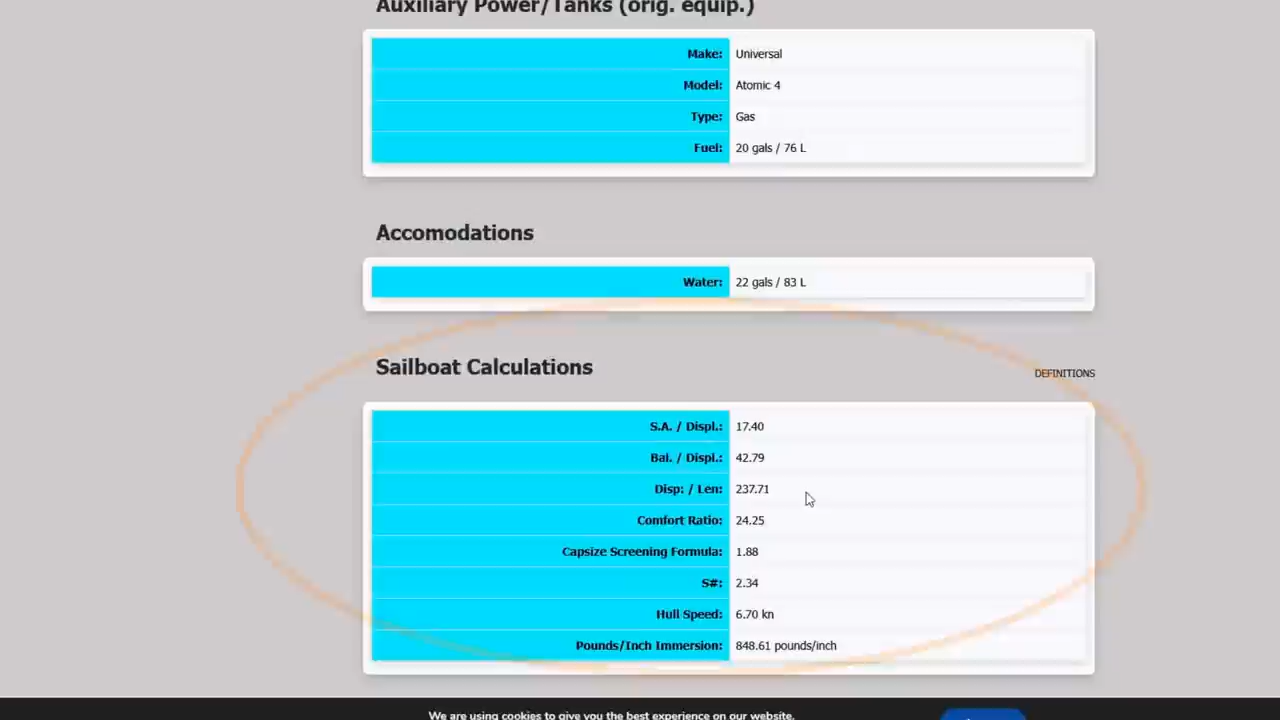 Auxiliary Power/Tanks (orig. equip.)
Make: Universal
Model: Atomic 4
Type: Gas
Fuel: 20 gals / 76 L
Accomodations
Water: 22 gals / 83 L
Sailboat Calculations
DEFINITIONS
S.A. / Displ.: 17.40
Bal. / Displ.: 42.79
Disp: / Len: 237.71
Comfort Ratio: 24.25
Capsize Screening Formula: 1.88
S#: 2.34
Hull Speed: 6.70 kn
Pounds/Inch Immersion: 848.61 pounds/inch
We are using cookies to give you the best experience on our website.